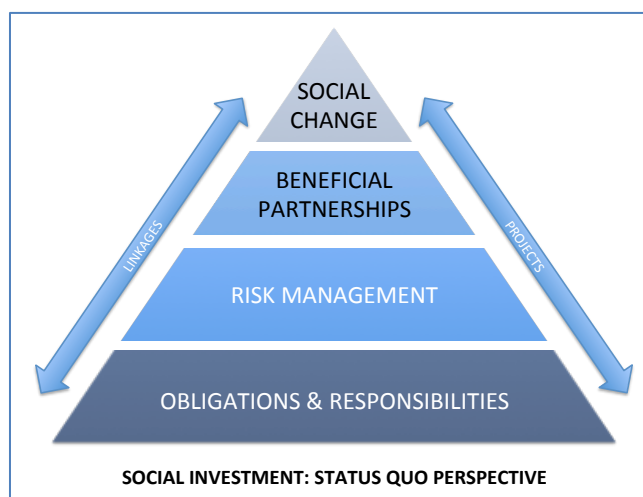 SOCIAL
CHANGE
BENEFICIAL
PARTNERSHIPS
LINKAGES
PROJECTS
RISK MANAGEMENT
OBLIGATIONS & RESPONSIBILITIES
SOCIAL INVESTMENT: STATUS QUO PERSPECTIVE